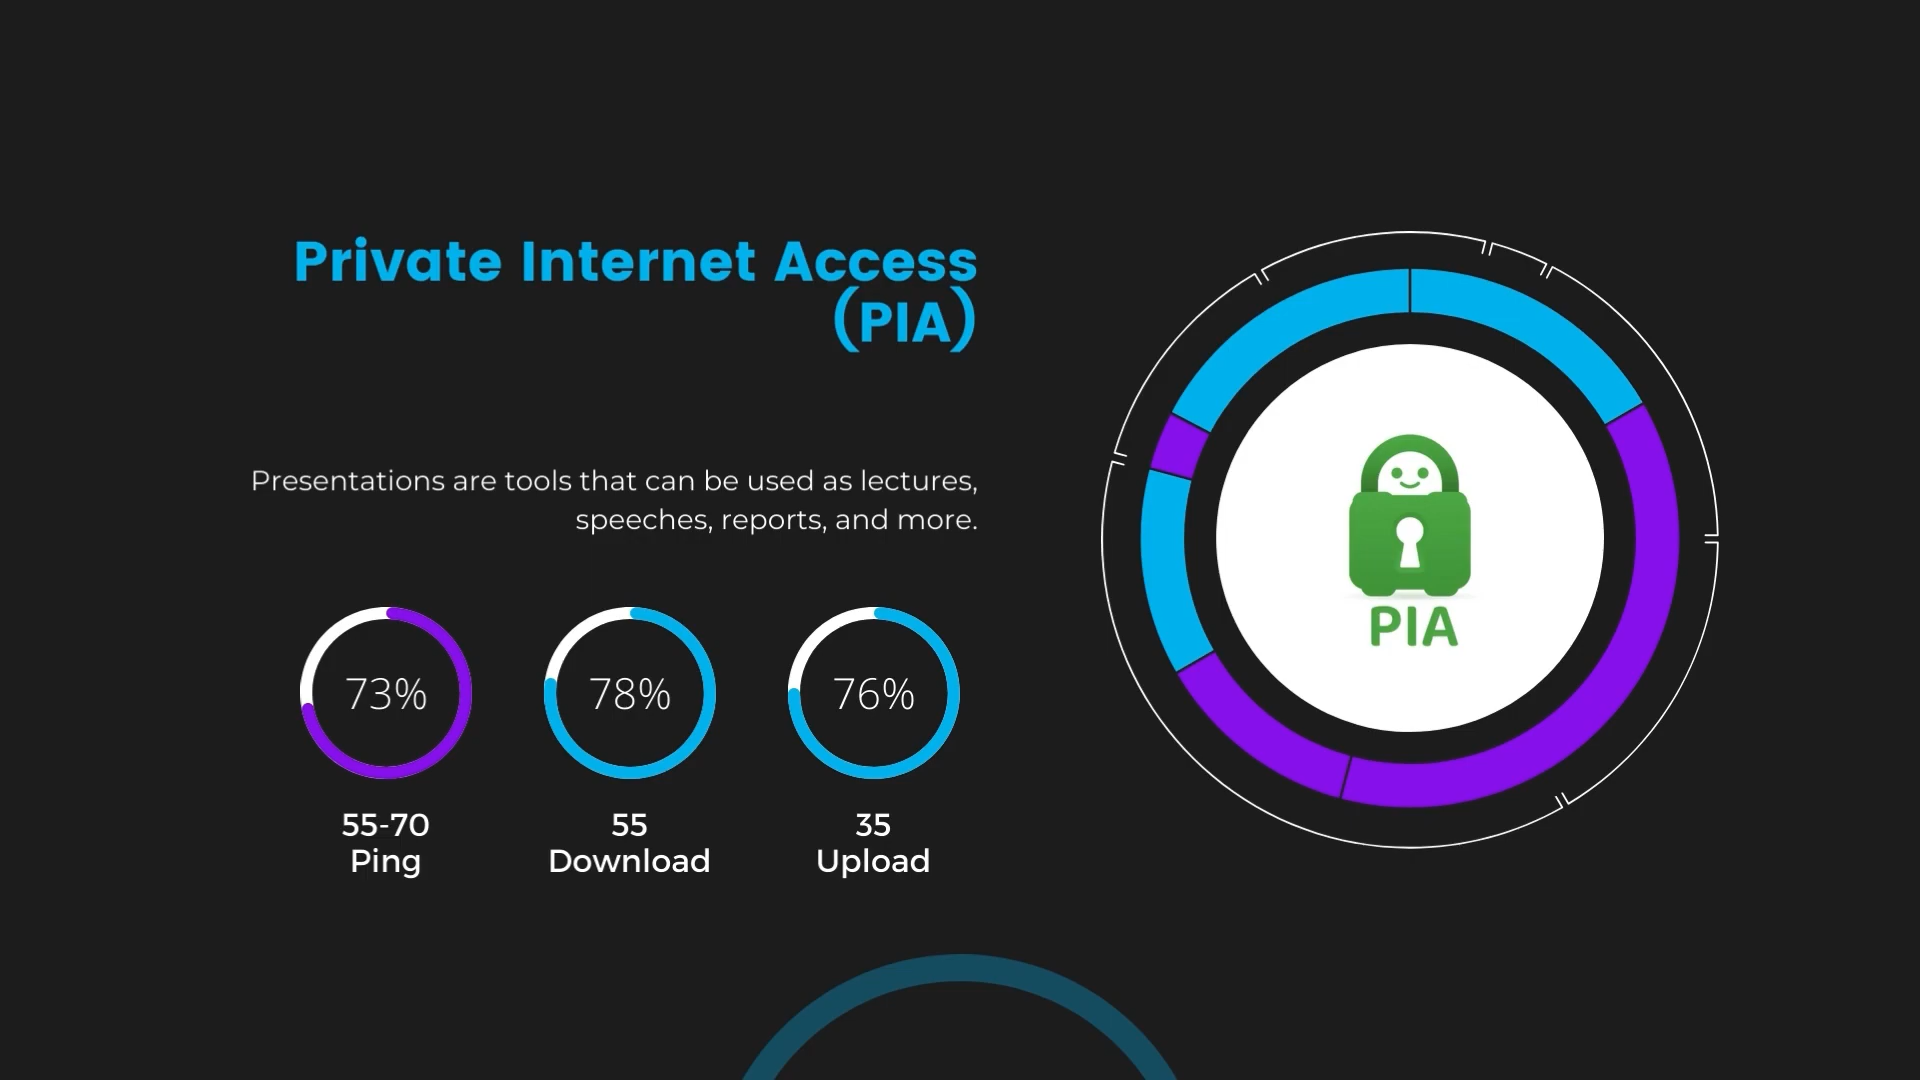 Private Internet Access
(PIA)
Presentations are tools that can be used as lectures,
speeches, reports, and more.
73%
78%
76%
55-70
Ping
55
Download
35
Upload
PIA